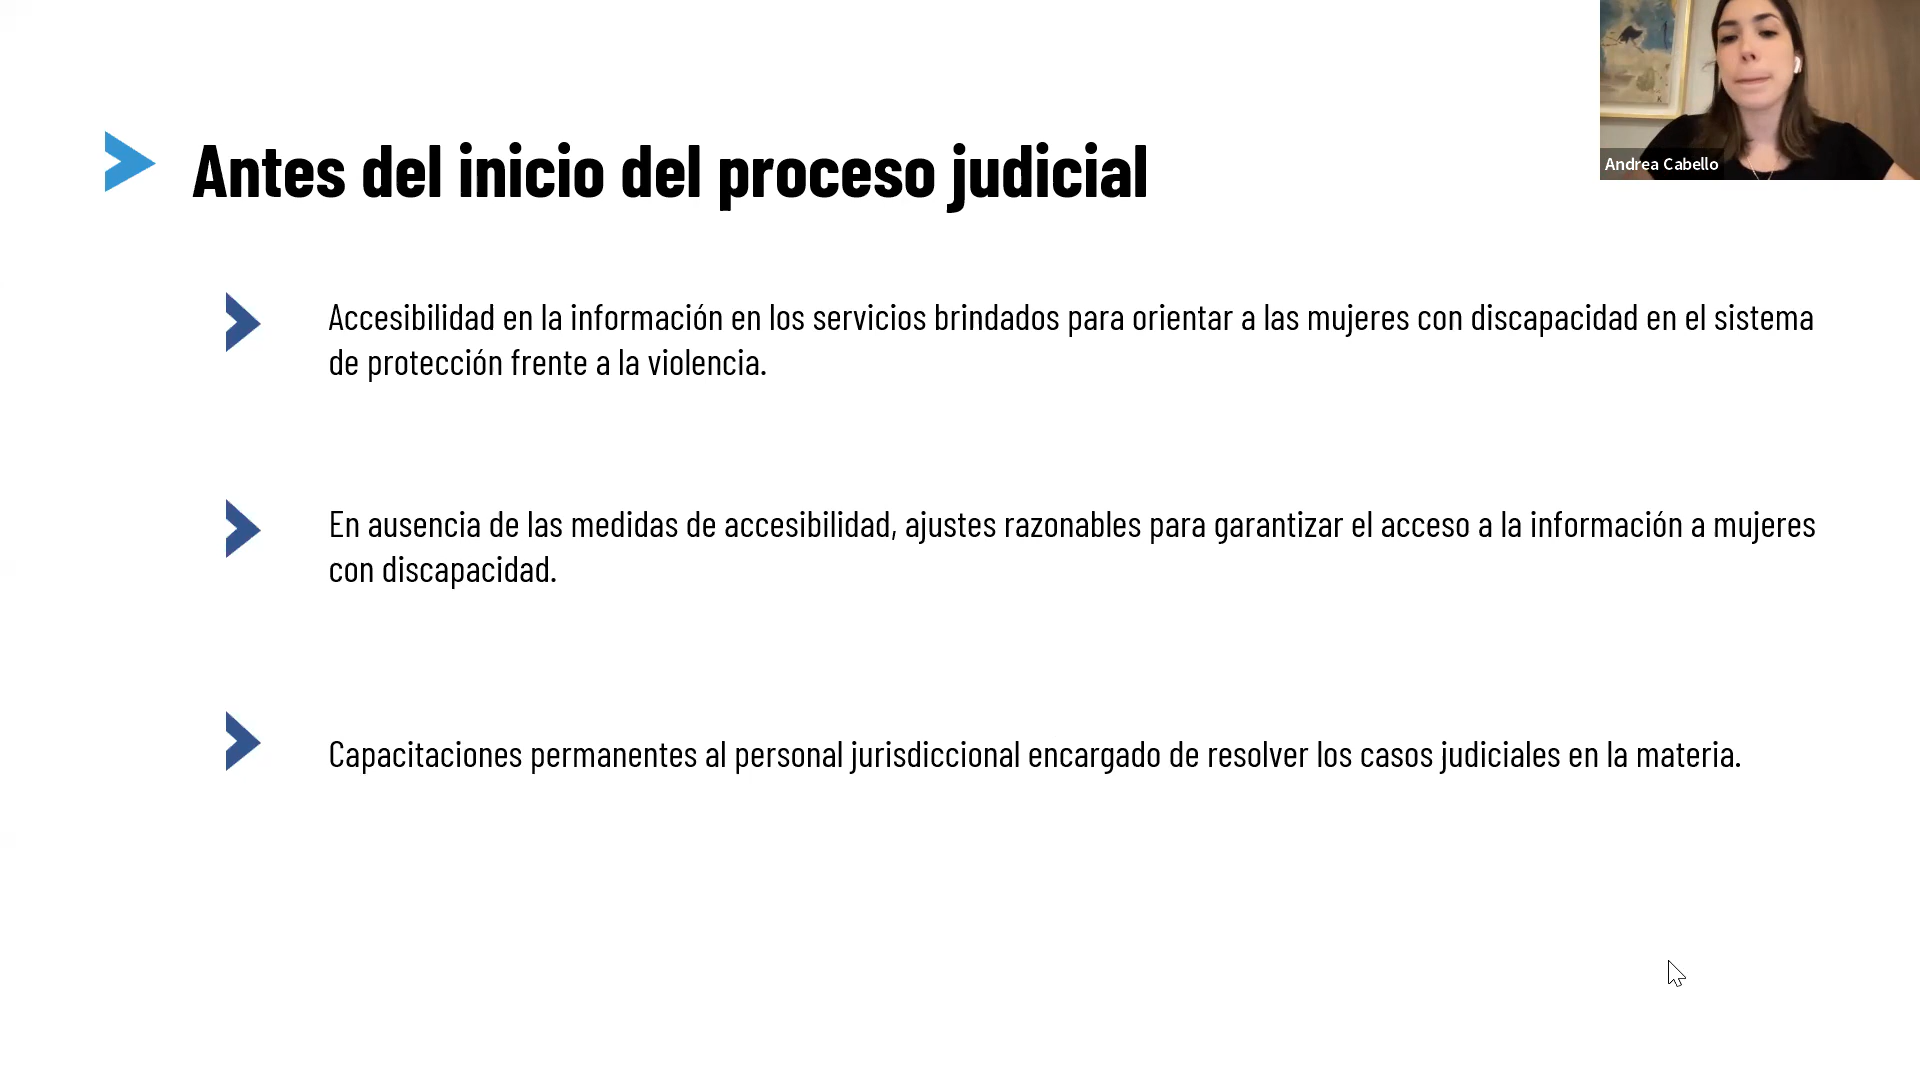 Antes del inicio del proceso judicial
Andrea Cabello
Accesibilidad en la información en los servicios brindados para orientar a las mujeres con discapacidad en el sistema
de protección frente a la violencia.
En ausencia de las medidas de accesibilidad, ajustes razonables para garantizar el acceso a la información a mujeres
con discapacidad.
Capacitaciones permanentes al personal jurisdiccional encargado de resolver los casos judiciales en la materia.